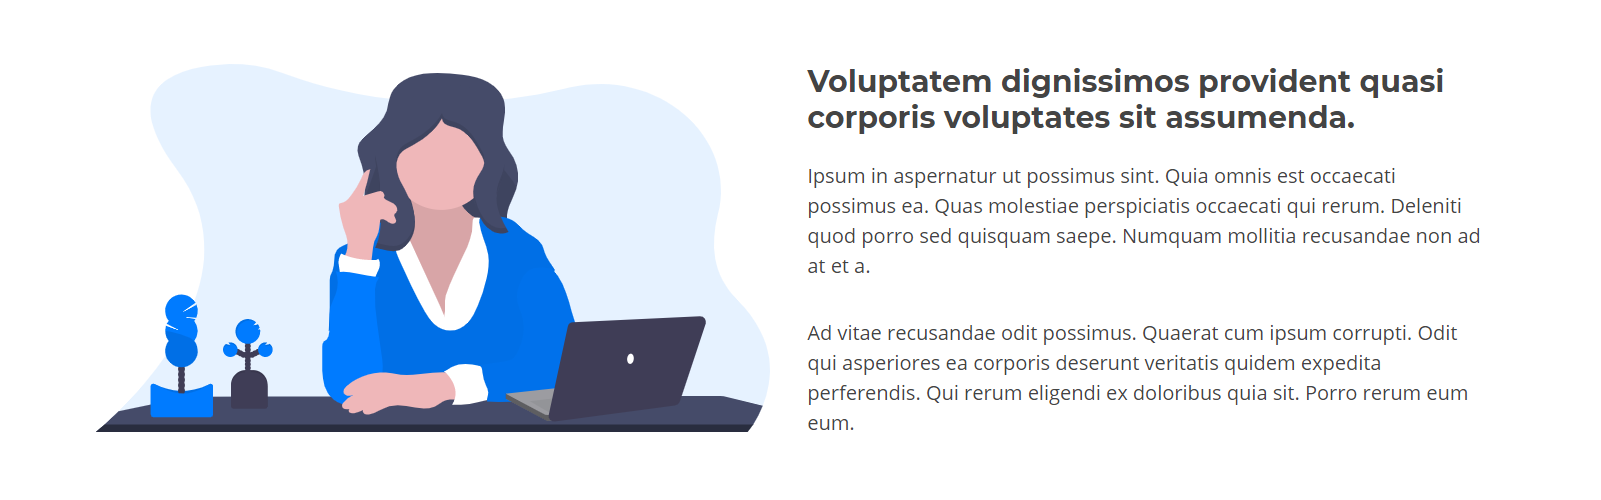 Voluptatem dignissimos provident quasi
corporis voluptates sit assumenda.
Ipsum in aspernatur ut possimus sint. Quia omnis est occaecati
possimus ea. Quas molestiae perspiciatis occaecati qui rerum. Deleniti
quod porro sed quisquam saepe. Numquam mollitia recusandae non ad
at et a.
Ad vitae recusandae odit possimus. Quaerat cum ipsum corrupti. Odit
qui asperiores ea corporis deserunt veritatis quidem expedita
perferendis. Qui rerum eligendi ex doloribus quia sit. Porro rerum eum
eum.